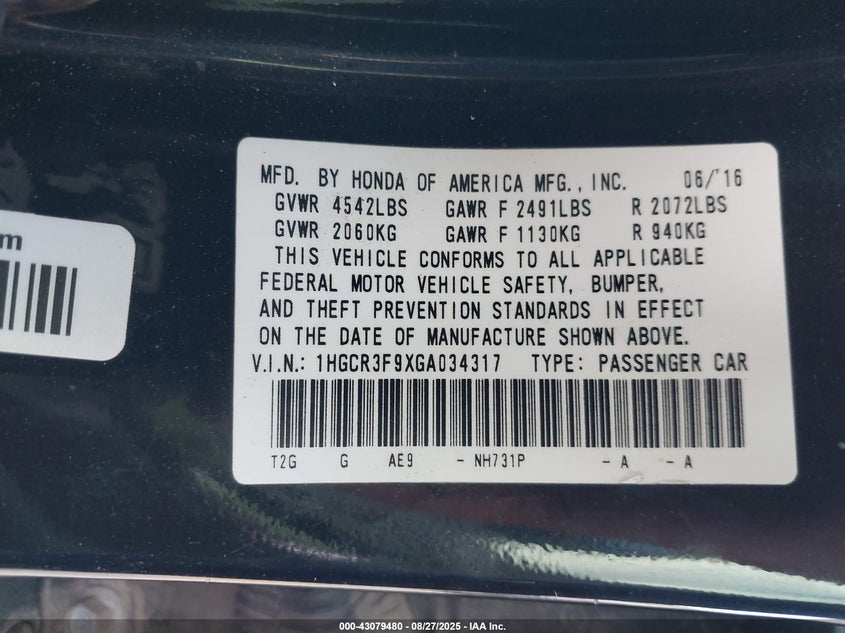 MFD. BY HONDA OF AMERICA MFG., INC. 06/'16
GVWR 4542LBS GAWR F 2491LBS R 2072LBS
GVWR 2060KG GAWR F 1130KG R 940KG
THIS VEHICLE CONFORMS TO ALL APPLICABLE
FEDERAL MOTOR VEHICLE SAFETY, BUMPER,
AND THEFT PREVENTION STANDARDS IN EFFECT
ON THE DATE OF MANUFACTURE SHOWN ABOVE.
V.I.N.: 1HGCR3F9XGA034317 TYPE: PASSENGER CAR
T2G G AE9 - NH731P - A - A
m
000-43079480 - 08/27/2025 - IAA Inc.